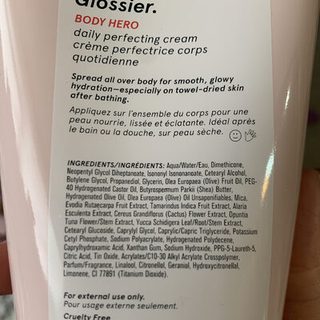 Glossier.
BODY HERO
daily perfecting cream
crème perfectrice corps
quotidienne
Spread all over body for smooth, glowy
hydration—especially on towel-dried skin
after bathing.
Appliquez sur l'ensemble du corps pour une
peau nourrie, lissée et éclatante. Idéal après
le bain ou la douche, sur peau sèche.
INGREDIENTS/INGRÉDIENTS: Aqua/Water/Eau, Dimethicone,
Neopentyl Glycol Diheptanoate, Isononyl Isononanoate, Cetearyl Alcohol,
Butylene Glycol, Propanediol, Glycerin, Olea Europaea (Olive) Fruit Oil, PEG-
40 Hydrogenated Castor Oil, Butyrospermum Parkii (Shea) Butter,
Hydrogenated Olive Oil, Olea Europaea (Olive) Oil Unsaponifiables, Mica,
Evodia Rutaecarpa Fruit Extract, Tamarindus Indica Fruit Extract, Alaria
Esculenta Extract, Cereus Grandiflorus (Cactus) Flower Extract, Opuntia
Tuna Flower/Stem Extract, Yucca Schidigera Leaf/Root/Stem Extract,
Cetearyl Glucoside, Caprylyl Glycol, Caprylic/Capric Triglyceride, Potassium
Cetyl Phosphate, Sodium Polyacrylate, Hydrogenated Polydecene,
Caprylhydroxamic Acid, Xanthan Gum, Sodium Hydroxide, PPG-5-Laureth-5,
Citric Acid, Tin Oxide, Acrylates/C10-30 Alkyl Acrylate Crosspolymer,
Parfum/Fragrance, Linalool, Citronellol, Geraniol, Hydroxycitronellal,
Limonene, CI 77891 (Titanium Dioxide).
For external use only.
Pour usage externe seulement.
Cruelty Free